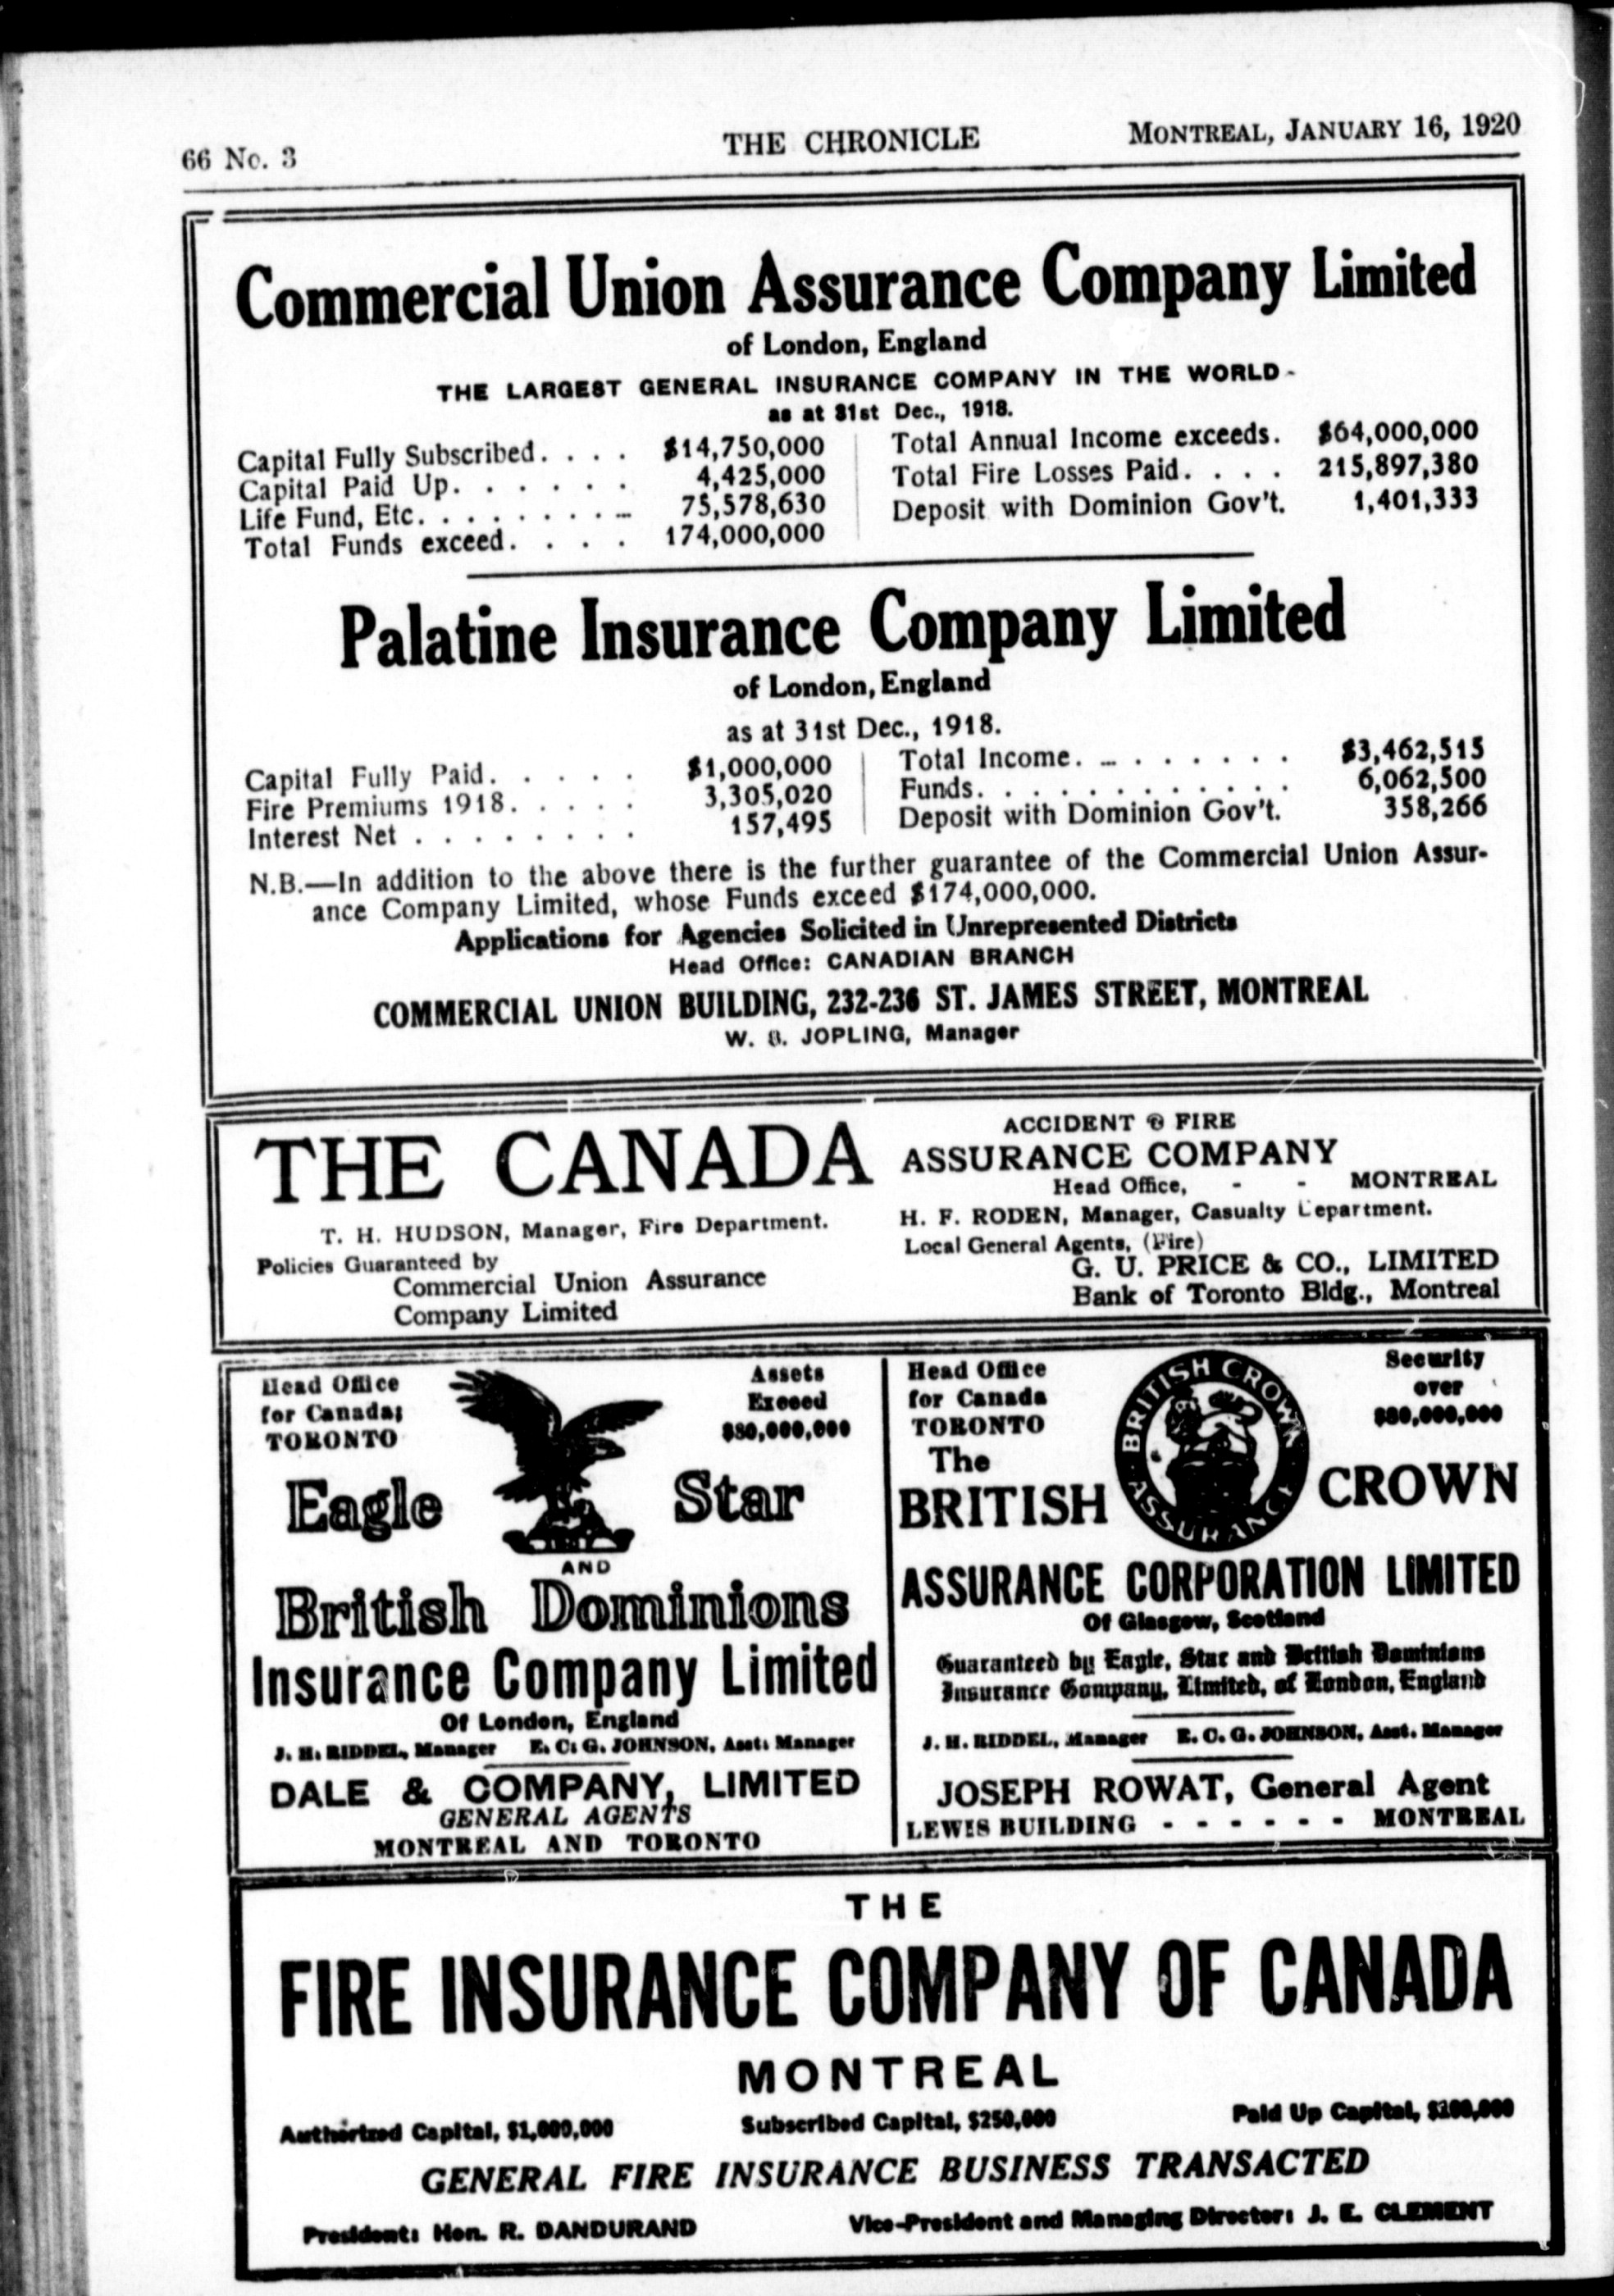 66 No. 3
THE CHRONICLE
MONTREAL, JANUARY 16, 1920
Commercial Union Assurance Company Limited
of London, England
THE LARGEST GENERAL INSURANCE COMPANY IN THE WORLD
as at 31st Dec., 1918.
Capital Fully Subscribed. . . . $14,750,000
Capital Paid Up. . . . . . 4,425,000
Life Fund, Etc. . . . . . . . . 75,578,630
Total Funds exceed. . . . 174,000,000
Total Annual Income exceeds. $64,000,000
Total Fire Losses Paid. . . . 215,897,380
Deposit with Dominion Gov't. 1,401,333
Palatine Insurance Company Limited
of London, England
as at 31st Dec., 1918.
Capital Fully Paid. . . . . $1,000,000
Fire Premiums 1918. . . . . 3,305,020
Interest Net . . . . . . . . 157,495
Total Income. . . . . . . . $3,462,515
Funds. . . . . . . . . . . . 6,062,500
Deposit with Dominion Gov't. 358,266
N.B.—In addition to the above there is the further guarantee of the Commercial Union Assur-
ance Company Limited, whose Funds exceed $174,000,000.
Applications for Agencies Solicited in Unrepresented Districts
Head Office: CANADIAN BRANCH
COMMERCIAL UNION BUILDING, 232-236 ST. JAMES STREET, MONTREAL
W. JOPLING, Manager
THE CANADA
ACCIDENT & FIRE
ASSURANCE COMPANY
Head Office, - - MONTREAL
T. H. HUDSON, Manager, Fire Department.
H. F. RODEN, Manager, Casualty Department.
Policies Guaranteed by
Commercial Union Assurance
Company Limited
Local General Agents, (Fire)
G. U. PRICE & CO., LIMITED
Bank of Toronto Bldg., Montreal
Head Office
for Canada;
TORONTO
Assets
Exceed
$80,000,000
Eagle Star
AND
British Dominions
Insurance Company Limited
Of London, England
J. H. RIDDEL, Manager E. C. G. JOHNSON, Asst. Manager
DALE & COMPANY, LIMITED
GENERAL AGENTS
MONTREAL AND TORONTO
Head Office
for Canada
TORONTO
BRITISH CROWN ASSURANCE
Security
over
$80,000,000
The
BRITISH CROWN
ASSURANCE CORPORATION LIMITED
Of Glasgow, Scotland
Guaranteed by Eagle, Star and British Dominions
Insurance Company, Limited, of London, England
J. H. RIDDEL, Manager E. C. G. JOHNSON, Asst. Manager
JOSEPH ROWAT, General Agent
LEWIS BUILDING - - - - - - MONTREAL
THE
FIRE INSURANCE COMPANY OF CANADA
MONTREAL
Authorized Capital, $1,000,000
Subscribed Capital, $250,000
Paid Up Capital,
GENERAL FIRE INSURANCE BUSINESS TRANSACTED
President: Hon. R. DANDURAND
Vice-President and Managing Director: J. E. CLEMENT